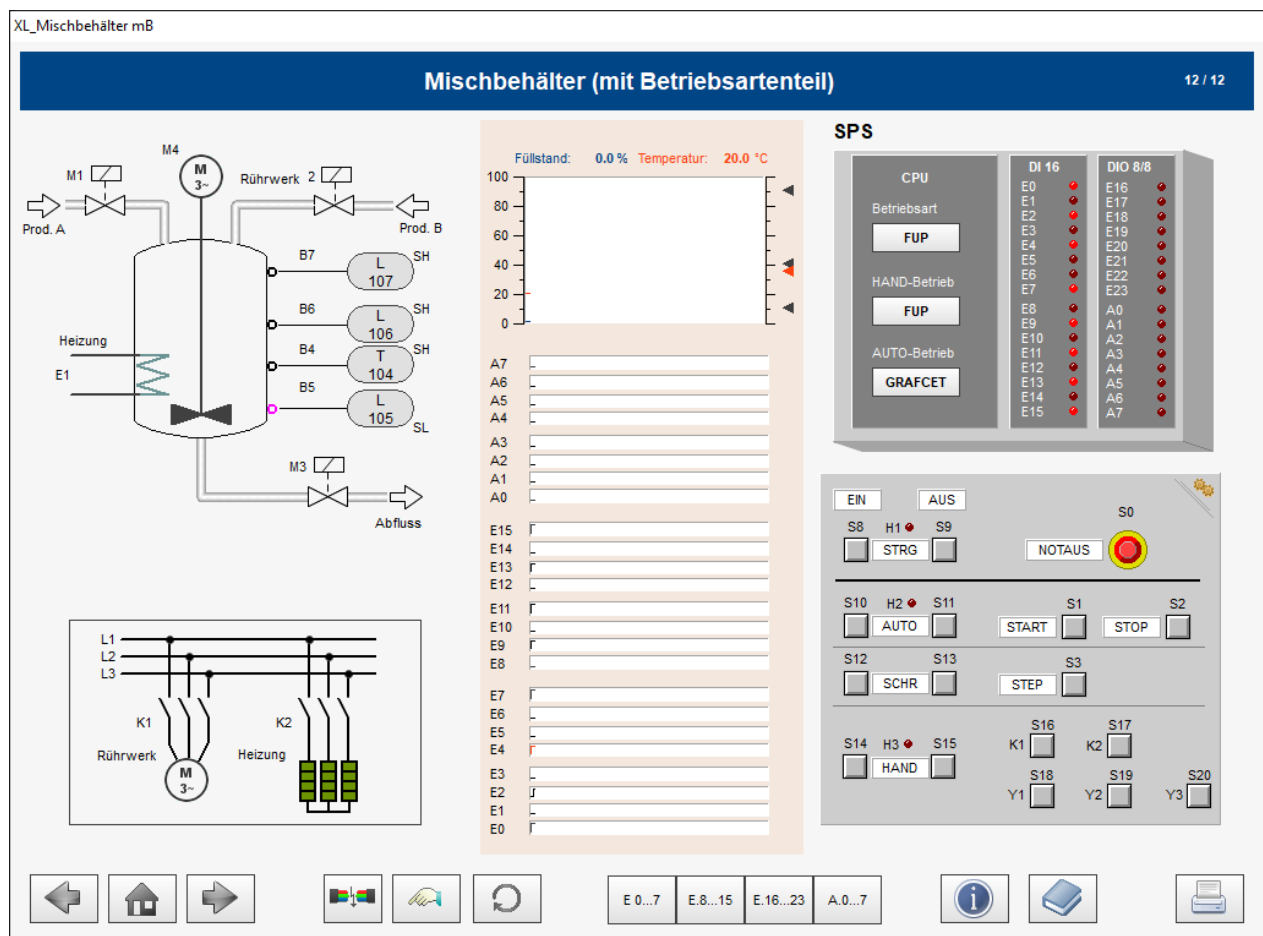 XL_Mischbehälter mB
Mischbehälter (mit Betriebsartenteil)
12 / 12
M4
M1
M
3~
Rührwerk 2
Prod. A
Prod. B
B7
L
107
SH
B6
L
106
SH
B4
T
104
SH
B5
L
105
SL
Heizung
E1
M3
Abfluss
L1
L2
L3
K1
K2
Rührwerk
Heizung
M
3~
Füllstand: 0.0 % Temperatur: 20.0 °C
100
80
60
40
20
0
A7
A6
A5
A4
A3
A2
A1
A0
E15
E14
E13
E12
E11
E10
E9
E8
E7
E6
E5
E4
E3
E2
E1
E0
SPS
CPU
Betriebsart
FUP
HAND-Betrieb
FUP
AUTO-Betrieb
GRAFCET
DI 16
E0
E1
E2
E3
E4
E5
E6
E7
E8
E9
E10
E11
E12
E13
E14
E15
DIO 8/8
E16
E17
E18
E19
E20
E21
E22
E23
A0
A1
A2
A3
A4
A5
A6
A7
EIN
AUS
S8 H1 S9
STRG
S0
NOTAUS
S10 H2 S11
AUTO
S1
START
S2
STOP
S12 S13
SCHR
S3
STEP
S14 H3 S15
HAND
S16
K1
S17
K2
S18
Y1
S19
Y2
S20
Y3
E 0...7
E.8...15
E.16...23
A.0...7